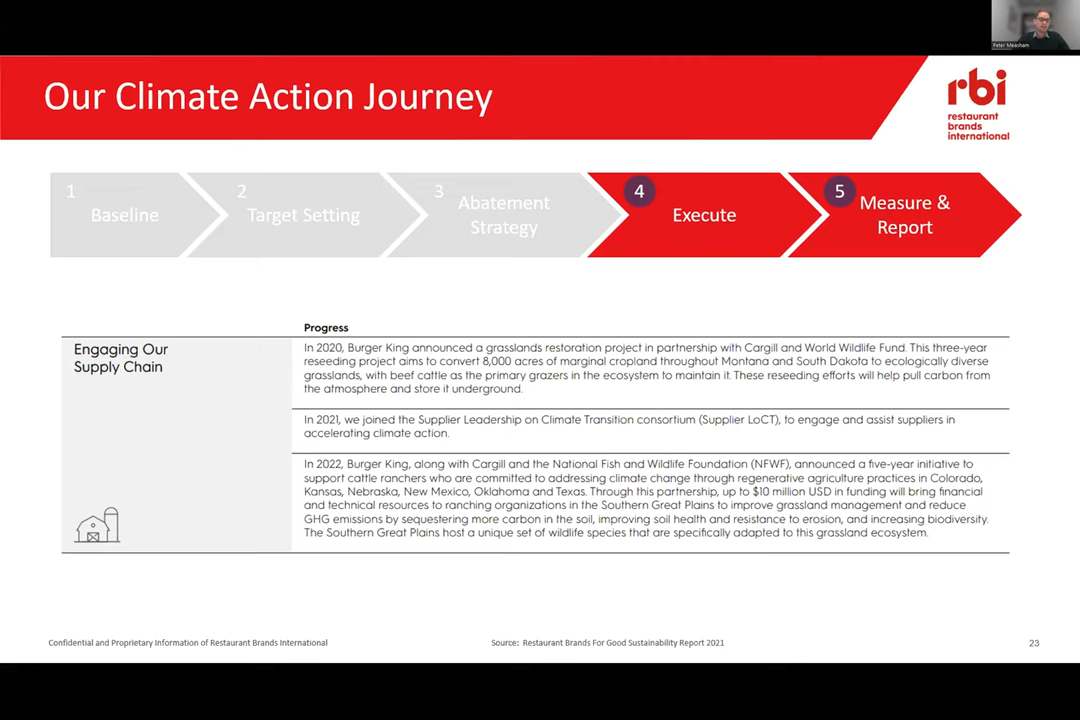 Peter Measham
Our Climate Action Journey
rbi
restaurant
brands
international
1
Baseline
2
Target Setting
3
Abatement
Strategy
4
Execute
5
Measure &
Report
Progress
Engaging Our
Supply Chain
In 2020, Burger King announced a grasslands restoration project in partnership with Cargill and World Wildlife Fund. This three-year
reseeding project aims to convert 8,000 acres of marginal cropland throughout Montana and South Dakota to ecologically diverse
grasslands, with beef cattle as the primary grazers in the ecosystem to maintain it. These reseeding efforts will help pull carbon from
the atmosphere and store it underground.
In 2021, we joined the Supplier Leadership on Climate Transition consortium (Supplier LoCT), to engage and assist suppliers in
accelerating climate action.
In 2022, Burger King, along with Cargill and the National Fish and Wildlife Foundation (NFWF), announced a five-year initiative to
support cattle ranchers who are committed to addressing climate change through regenerative agriculture practices in Colorado,
Kansas, Nebraska, New Mexico, Oklahoma and Texas. Through this partnership, up to $10 million USD in funding will bring financial
and technical resources to ranching organizations in the Southern Great Plains to improve grassland management and reduce
GHG emissions by sequestering more carbon in the soil, improving soil health and resistance to erosion, and increasing biodiversity.
The Southern Great Plains host a unique set of wildlife species that are specifically adapted to this grassland ecosystem.
Confidential and Proprietary Information of Restaurant Brands International
Source: Restaurant Brands For Good Sustainability Report 2021
23